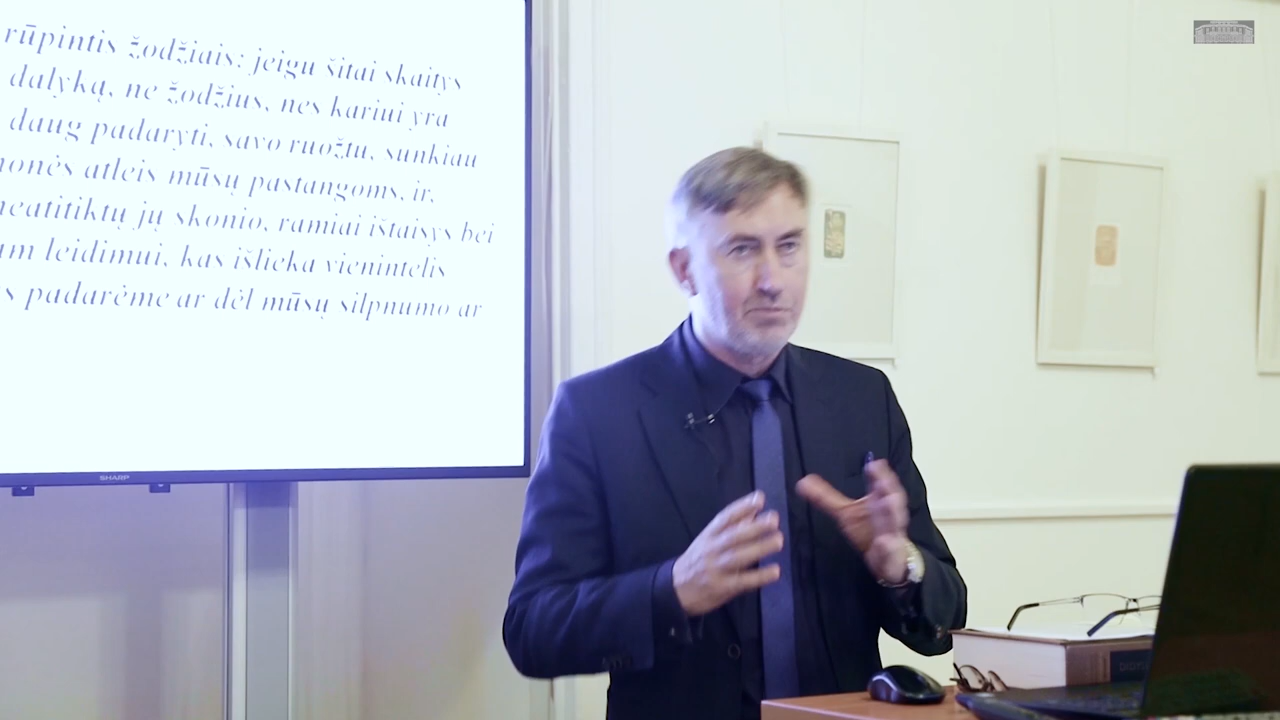 rūpintis žodžiais: jeigu šitai skaitys
dalyką, ne žodžius, nes kariui yra
daug padaryti, savo ruožtu, sunkiau
monės atleis mūsų pastangoms, ir,
neatitiktų jų skonio, ramiai ištaisys bei
um leidimui, kas išlieka vienintelis
s padarėme ar dėl mūsų silpnumo ar
SHARP